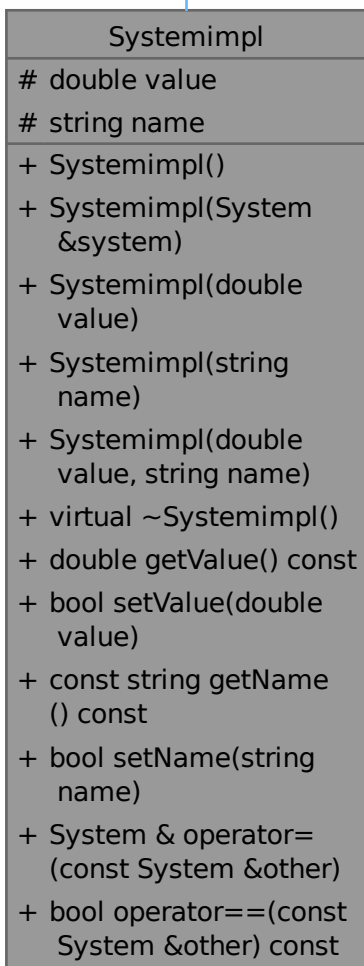 Systemimpl
# double value
# string name
+ Systemimpl()
+ Systemimpl(System
&system)
+ Systemimpl(double
value)
+ Systemimpl(string
name)
+ Systemimpl(double
value, string name)
+ virtual ~Systemimpl()
+ double getValue() const
+ bool setValue(double
value)
+ const string getName
() const
+ bool setName(string
name)
+ System & operator=
(const System &other)
+ bool operator==(const
System &other) const